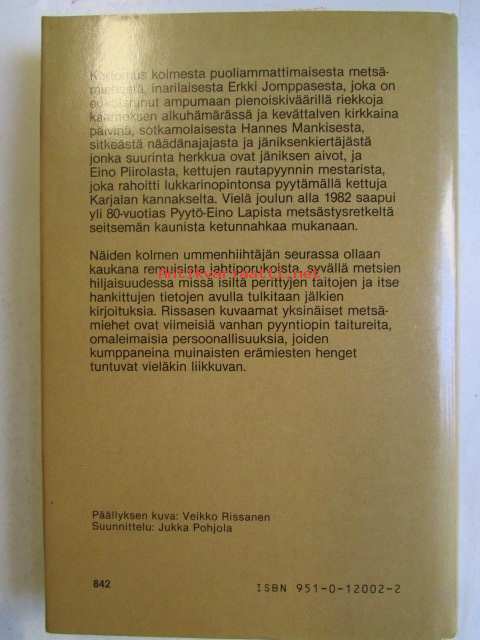 Kertomus kolmesta puoliammattimaisesta metsä-
miehestä, inarilaisesta Erkki Jomppasesta, joka on
erikoistunut ampumaan pienoiskiväärillä riekkoja
kaamoksen alkuhämärässä ja kevättalven kirkkaina
päivinä, sotkamolaisesta Hannes Mankisesta,
sitkeästä näädänajajasta ja jäniksenkiertäjästä
jonka suurinta herkkua ovat jäniksen aivot, ja
Eino Piirolasta, kettujen rautapyynnin mestarista,
joka rahoitti lukkarinopintonsa pyytämällä kettuja
Karjalan kannakselta. Vielä joulun alla 1982 saapui
yli 80-vuotias Pyytö-Eino Lapista metsästysretkeltä
seitsemän kaunista ketunnahkaa mukanaan.
Näiden kolmen ummenhiihtäjän seurassa ollaan
kaukana remuisista jahtiporukoista, syvällä metsien
hiljaisuudessa missä isiltä perittyjen taitojen ja itse
hankittujen tietojen avulla tulkitaan jälkien
kirjoituksia. Rissasen kuvaamat yksinäiset metsä-
miehet ovat viimeisiä vanhan pyyntiopin taitureita,
omaleimaisia persoonallisuuksia, joiden
kumppaneina muinaisten erämiesten henget
tuntuvat vieläkin liikkuvan.
Päällyksen kuva: Veikko Rissanen
Suunnittelu: Jukka Pohjola
842
ISBN 951-0-12002-2